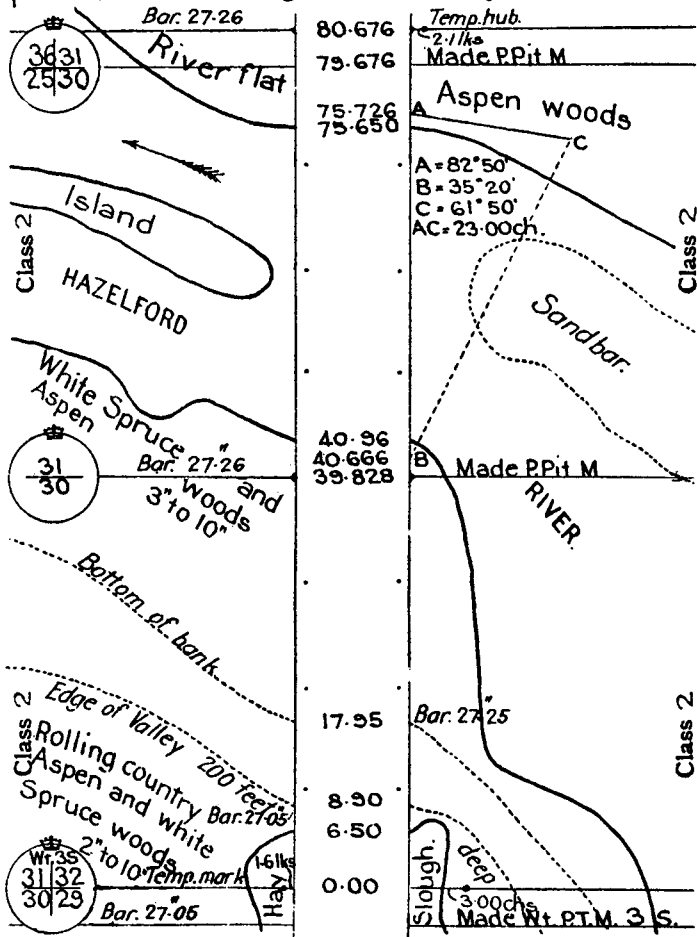 Bar. 27·26
80·676
Temp. hub.
2·1 lks
36 31
25 30
River flat
79·676
Made P.Pit M
75·726
A
Aspen woods
75·650
C
A = 82°50'
B = 35°20'
C = 61°50'
AC = 23·00ch.
Island
Class 2
Class 2
HAZELFORD
Sandbar.
White Spruce
Aspen
and
woods
3" to 10"
40·96
31
30
Bar. 27·26"
40·666
B
39·828
Made P.Pit M
RIVER
Bottom of bank
Edge of Valley 200 feet
17·95
Bar. 27·25"
Class 2
Class 2
Rolling country
Aspen and white
Spruce woods
2" to 10"
Bar. 27·05"
8·90
6·50
Wt. 3S
31 32
30 29
Temp. mark
1·6 lks
Hay
0·00
Slough.
deep
3·00chs
Bar. 27·05
Made Wt. P.T.M. 3 S.